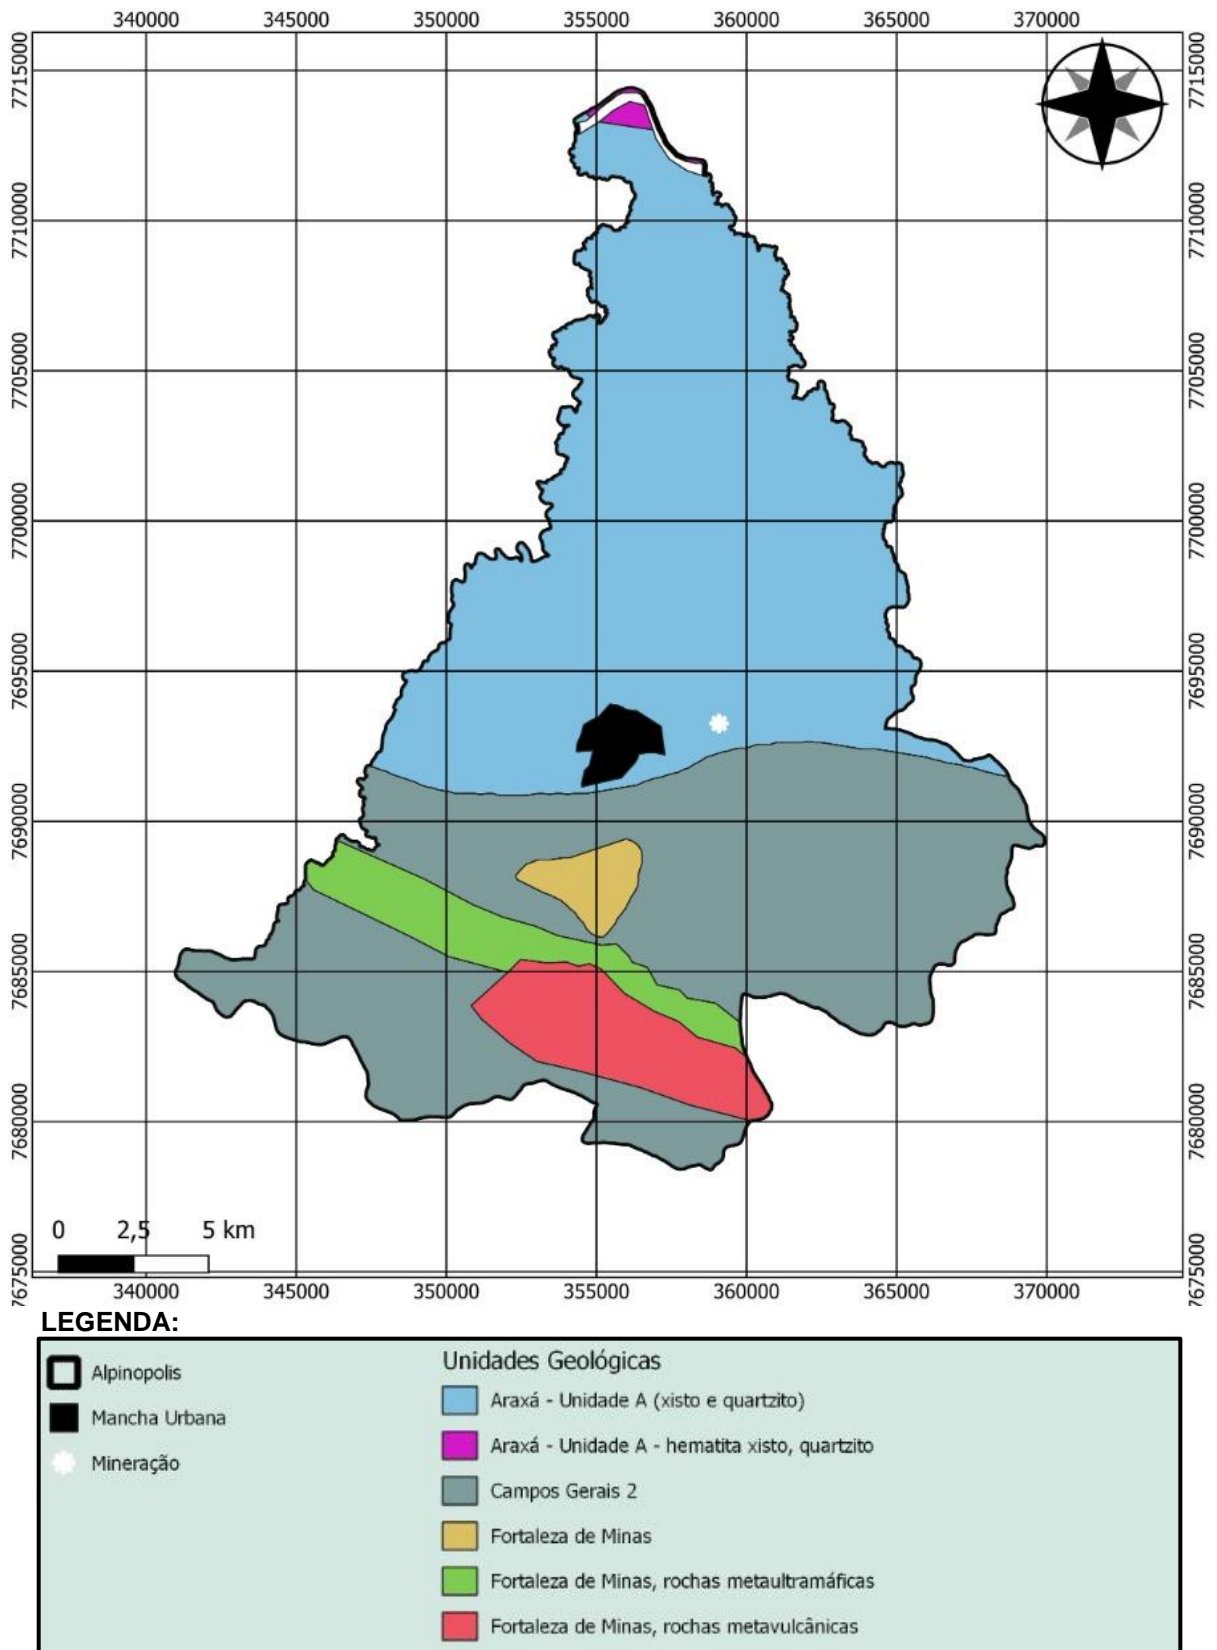 340000 345000 350000 355000 360000 365000 370000
7715000 7715000
7710000 7710000
7705000 7705000
7700000 7700000
7695000 7695000
7690000 7690000
7685000 7685000
7680000 7680000
0 2,5 5 km
7675000 7675000
340000 345000 350000 355000 360000 365000 370000
LEGENDA:
Alpinopolis
Mancha Urbana
Mineração
Unidades Geológicas
Araxá - Unidade A (xisto e quartzito)
Araxá - Unidade A - hematita xisto, quartzito
Campos Gerais 2
Fortaleza de Minas
Fortaleza de Minas, rochas metaultramáficas
Fortaleza de Minas, rochas metavulcânicas